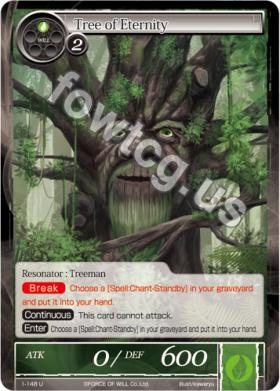 Tree of Eternity
WILL
2
fowtcg.us
Resonator : Treeman
Break Choose a [Spell:Chant-Standby] in your graveyard
and put it into your hand.
Continuous This card cannot attack.
Enter Choose a [Spell:Chant-Standby] in your graveyard and put it into your hand.
1-148 U
©FORCE OF WILL Co.,Ltd.
ATK 0/ DEF 600